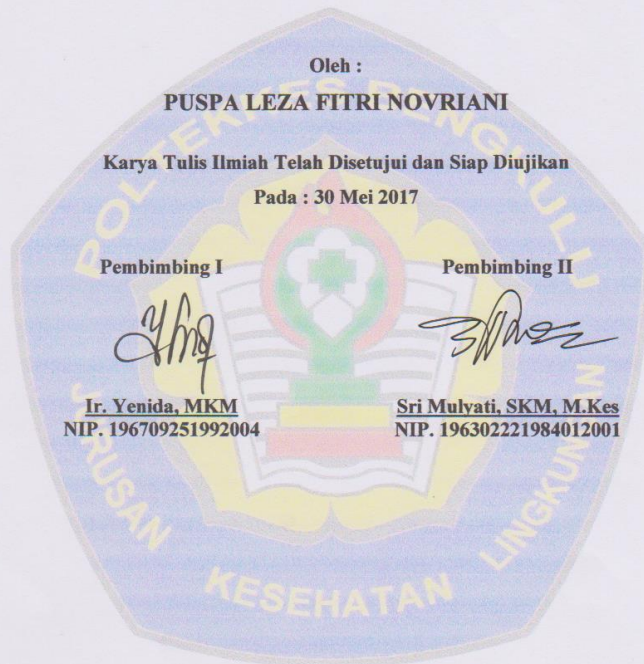 Oleh :
PUSPA LEZA FITRI NOVRIANI
Karya Tulis Ilmiah Telah Disetujui dan Siap Diujikan
Pada : 30 Mei 2017
Pembimbing I Pembimbing II
Ir. Yenida, MKM Sri Mulyati, SKM, M.Kes
NIP. 196709251992004 NIP. 196302221984012001
POLTEKKES BENGKULU
JURUSAN KESEHATAN LINGKUNGAN